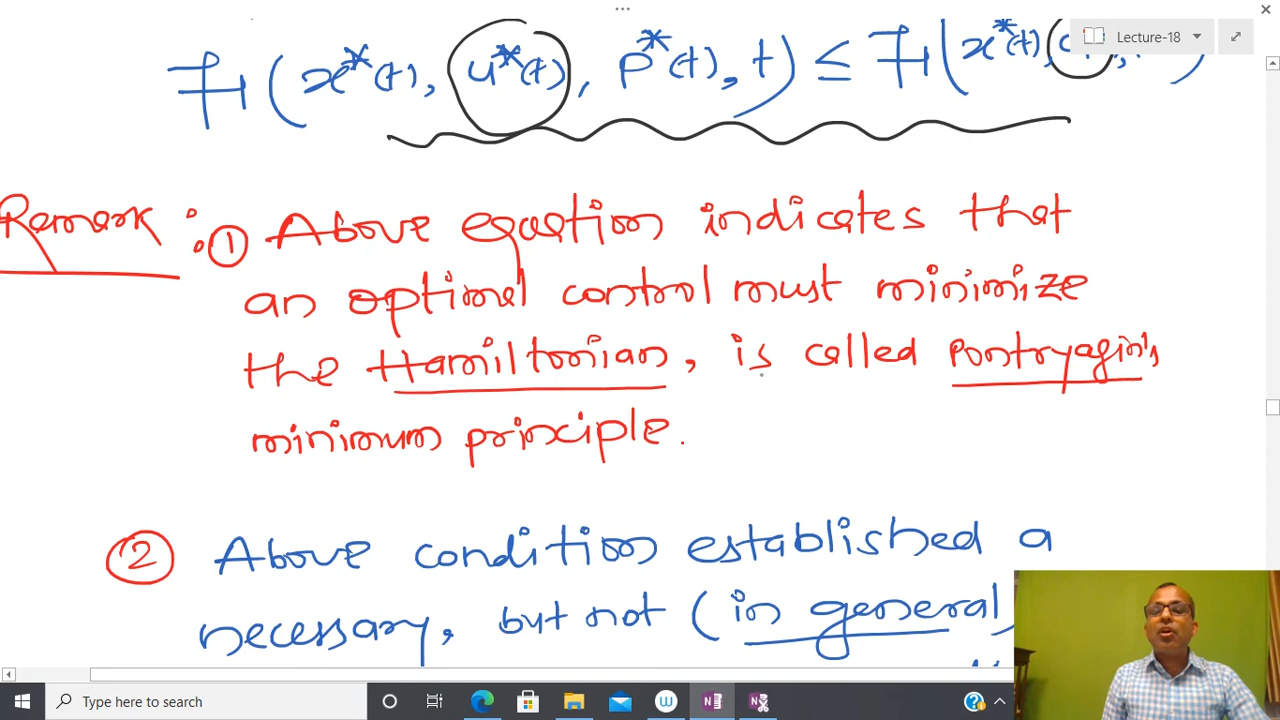 Lecture-18
H(x*(t), u*(t), p*(t), t) ≤ H(x*(t),
Remark : ① Above equation indicates that
an optimal control must minimize
the Hamiltonian, is called Pontryagin's
minimum principle.
② Above condition established a
necessary, but not (in general)
Type here to search